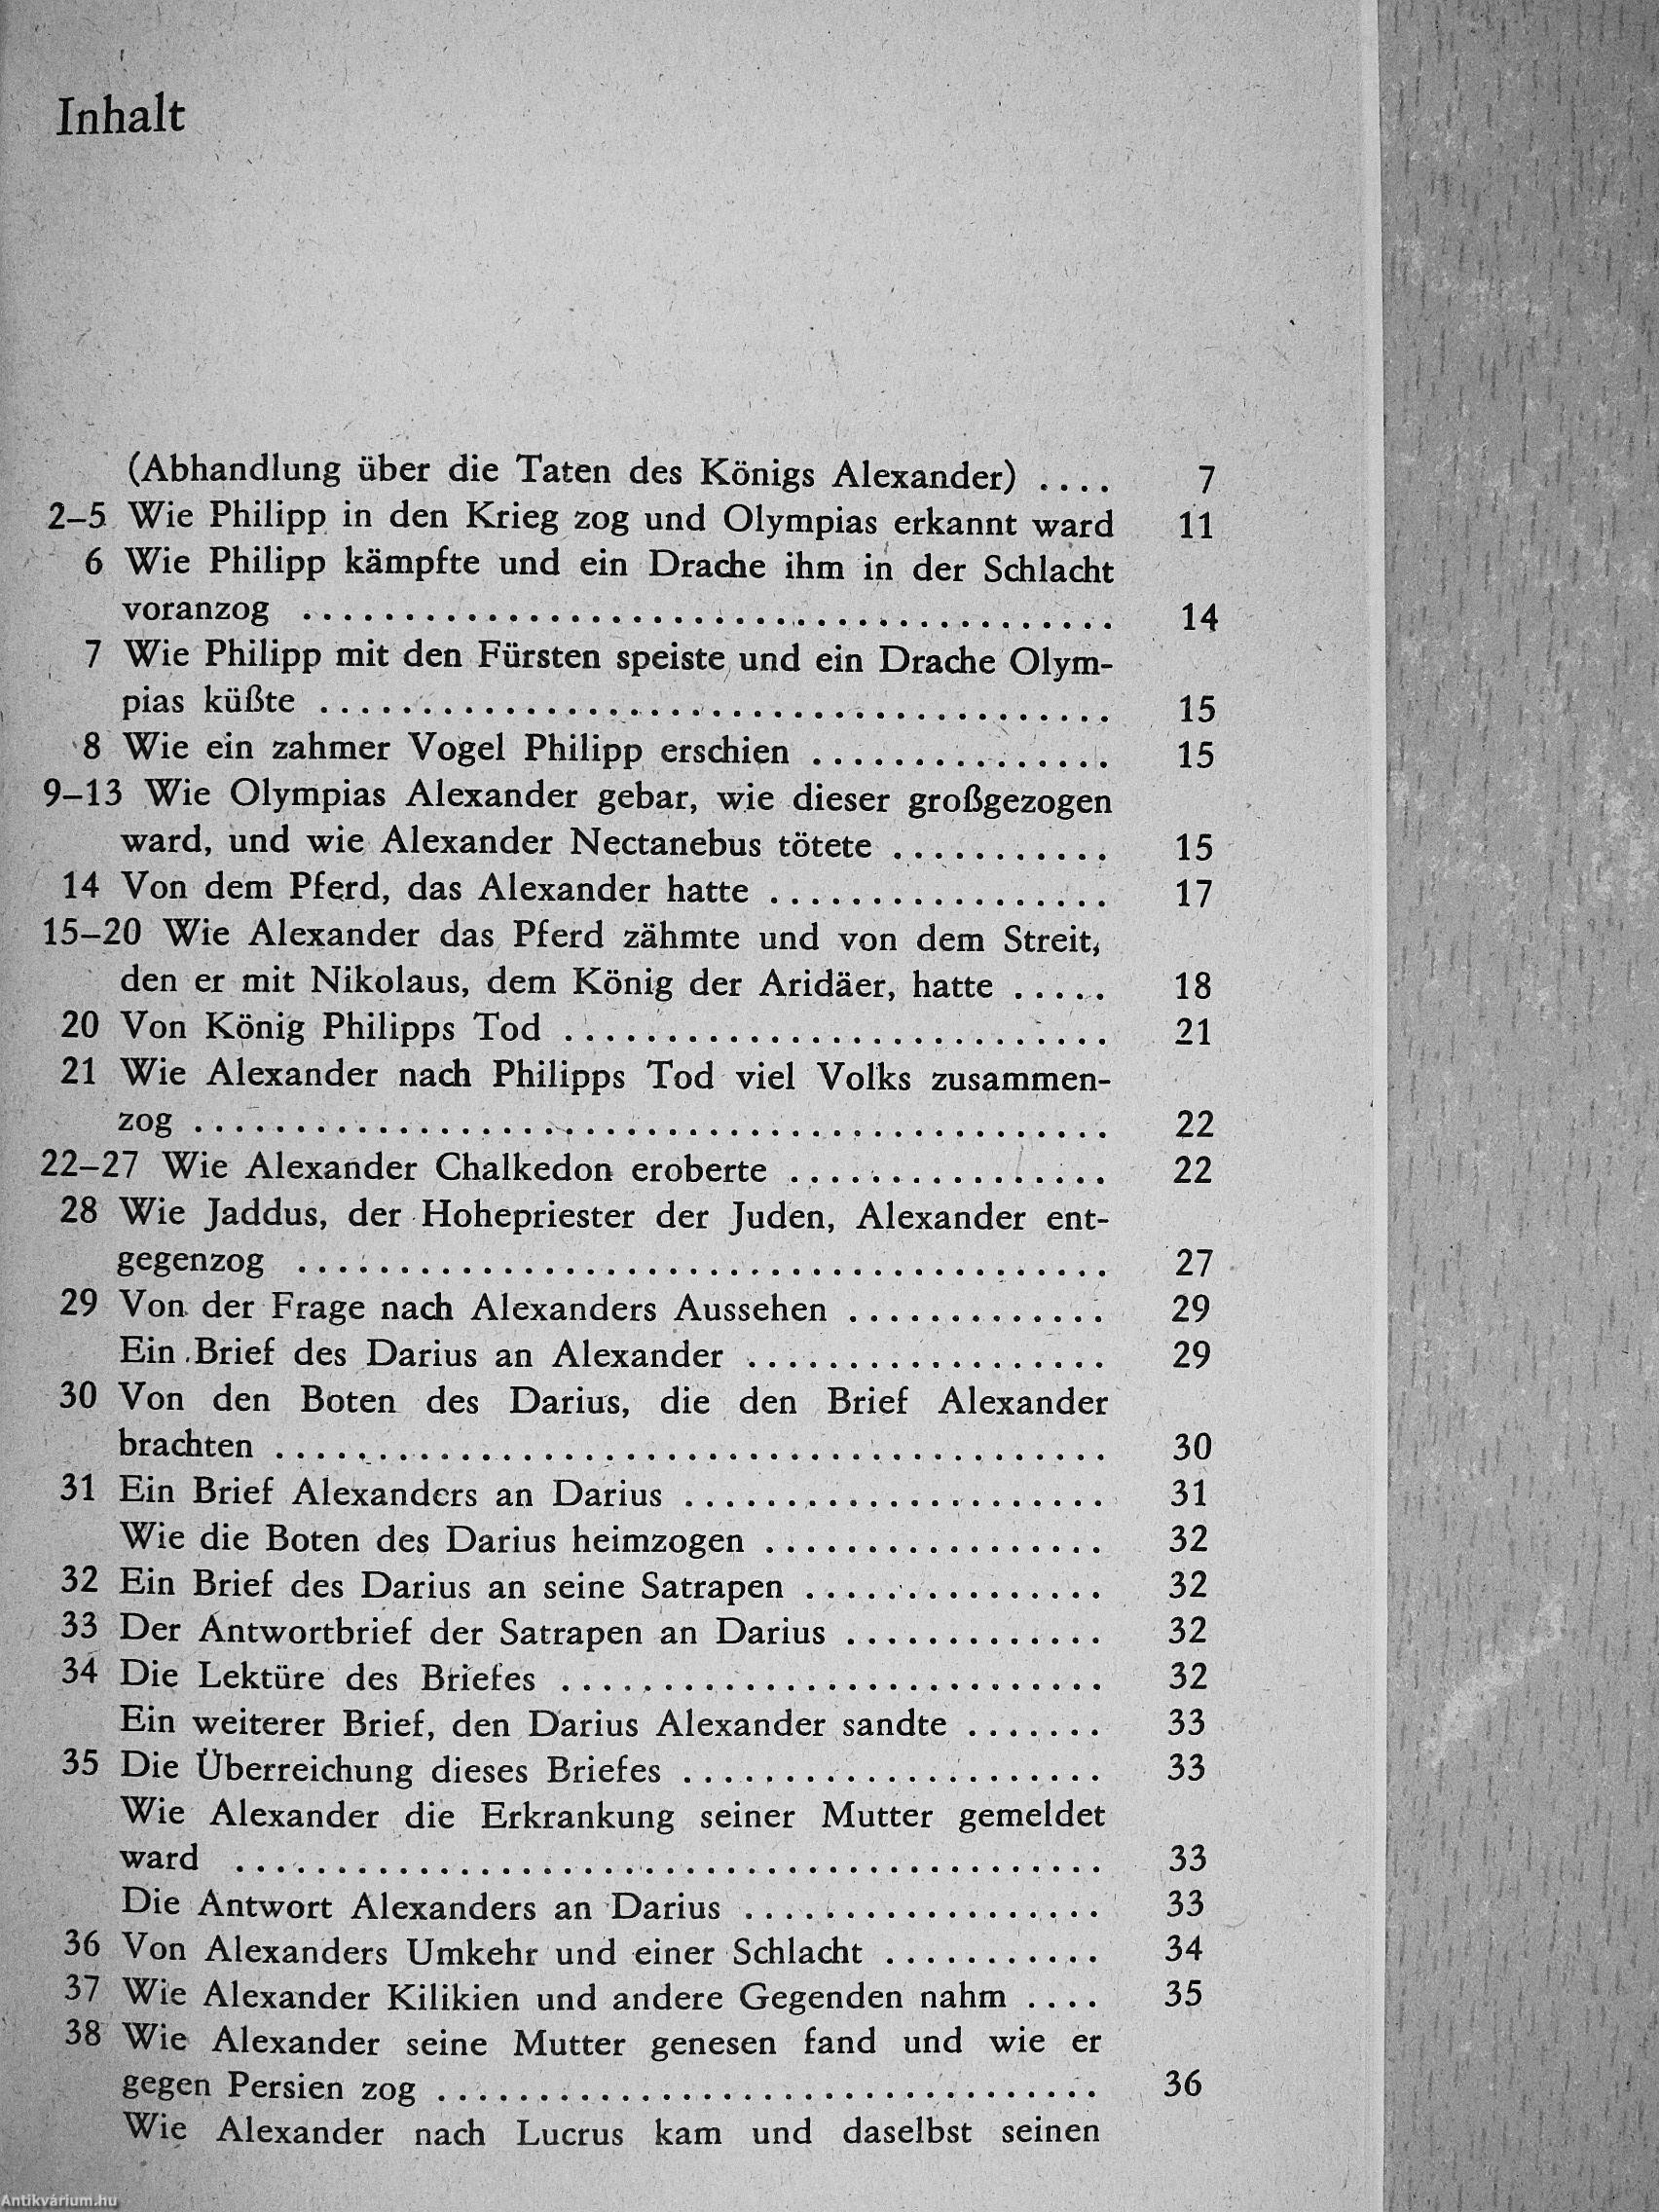 Inhalt
(Abhandlung über die Taten des Königs Alexander) .... 7
2–5 Wie Philipp in den Krieg zog und Olympias erkannt ward 11
6 Wie Philipp kämpfte und ein Drache ihm in der Schlacht
voranzog ........................................ 14
7 Wie Philipp mit den Fürsten speiste und ein Drache Olym-
pias küßte ....................................... 15
8 Wie ein zahmer Vogel Philipp erschien ............... 15
9–13 Wie Olympias Alexander gebar, wie dieser großgezogen
ward, und wie Alexander Nectanebus tötete ........... 15
14 Von dem Pferd, das Alexander hatte ................. 17
15–20 Wie Alexander das Pferd zähmte und von dem Streit,
den er mit Nikolaus, dem König der Aridäer, hatte ..... 18
20 Von König Philipps Tod ........................... 21
21 Wie Alexander nach Philipps Tod viel Volks zusammen-
zog ............................................. 22
22–27 Wie Alexander Chalkedon eroberte ................ 22
28 Wie Jaddus, der Hohepriester der Juden, Alexander ent-
gegenzog ........................................ 27
29 Von der Frage nach Alexanders Aussehen ............. 29
Ein Brief des Darius an Alexander .................. 29
30 Von den Boten des Darius, die den Brief Alexander
brachten ......................................... 30
31 Ein Brief Alexanders an Darius ..................... 31
Wie die Boten des Darius heimzogen ................. 32
32 Ein Brief des Darius an seine Satrapen ............... 32
33 Der Antwortbrief der Satrapen an Darius ............. 32
34 Die Lektüre des Briefes ........................... 32
Ein weiterer Brief, den Darius Alexander sandte ....... 33
35 Die Überreichung dieses Briefes ..................... 33
Wie Alexander die Erkrankung seiner Mutter gemeldet
ward ........................................... 33
Die Antwort Alexanders an Darius .................. 33
36 Von Alexanders Umkehr und einer Schlacht ........... 34
37 Wie Alexander Kilikien und andere Gegenden nahm .... 35
38 Wie Alexander seine Mutter genesen fand und wie er
gegen Persien zog ................................. 36
Wie Alexander nach Lucrus kam und daselbst seinen
Antikvárium.hu